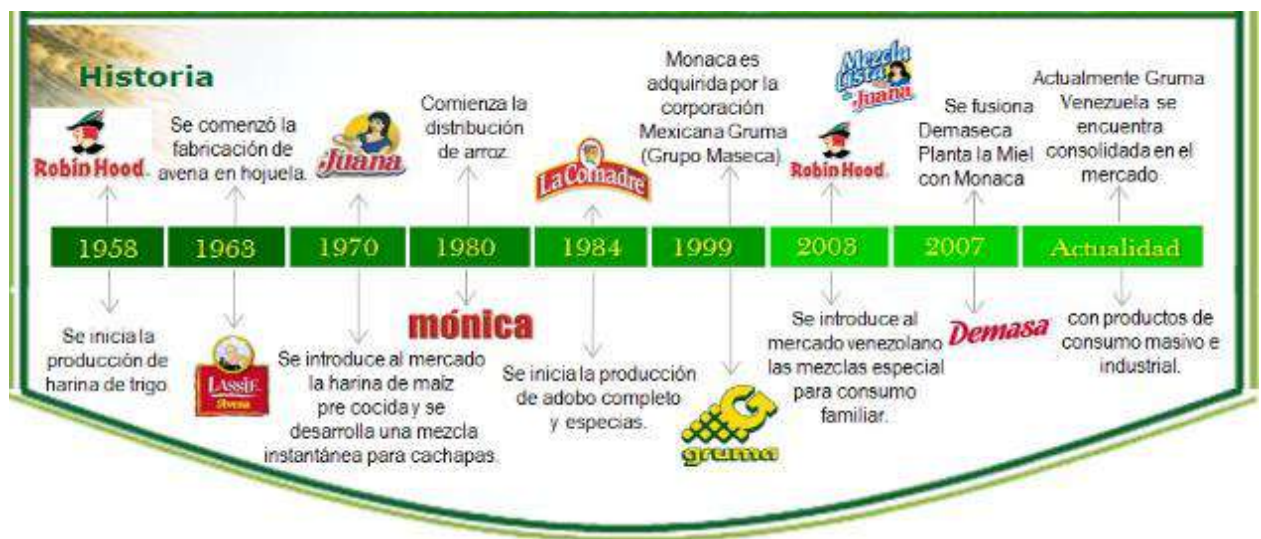 Historia
Robin Hood.
1958
Se inicia la
producción de
harina de trigo.
Se comenzó la
fabricación de
avena en hojuela.
1963
LASSIE
Avena
Juana
1970
Se introduce al mercado
la harina de maíz
pre cocida y se
desarrolla una mezcla
instantánea para cachapas.
Comienza la
distribución
de arroz.
1980
mónica
La Comadre
1984
Se inicia la producción
de adobo completo
y especias.
Monaca es
adquirida por la
corporación
Mexicana Gruma
(Grupo Maseca)
1999
G
gruma
Mezcla
Lista
Juana
Robin Hood.
2003
Se introduce al
mercado venezolano
las mezclas especial
para consumo
familiar.
Se fusiona
Demaseca
Planta la Miel
con Monaca
2007
Demasa
Actualmente Gruma
Venezuela se
encuentra
consolidada en el
mercado
Actualidad
con productos de
consumo masivo e
industrial.